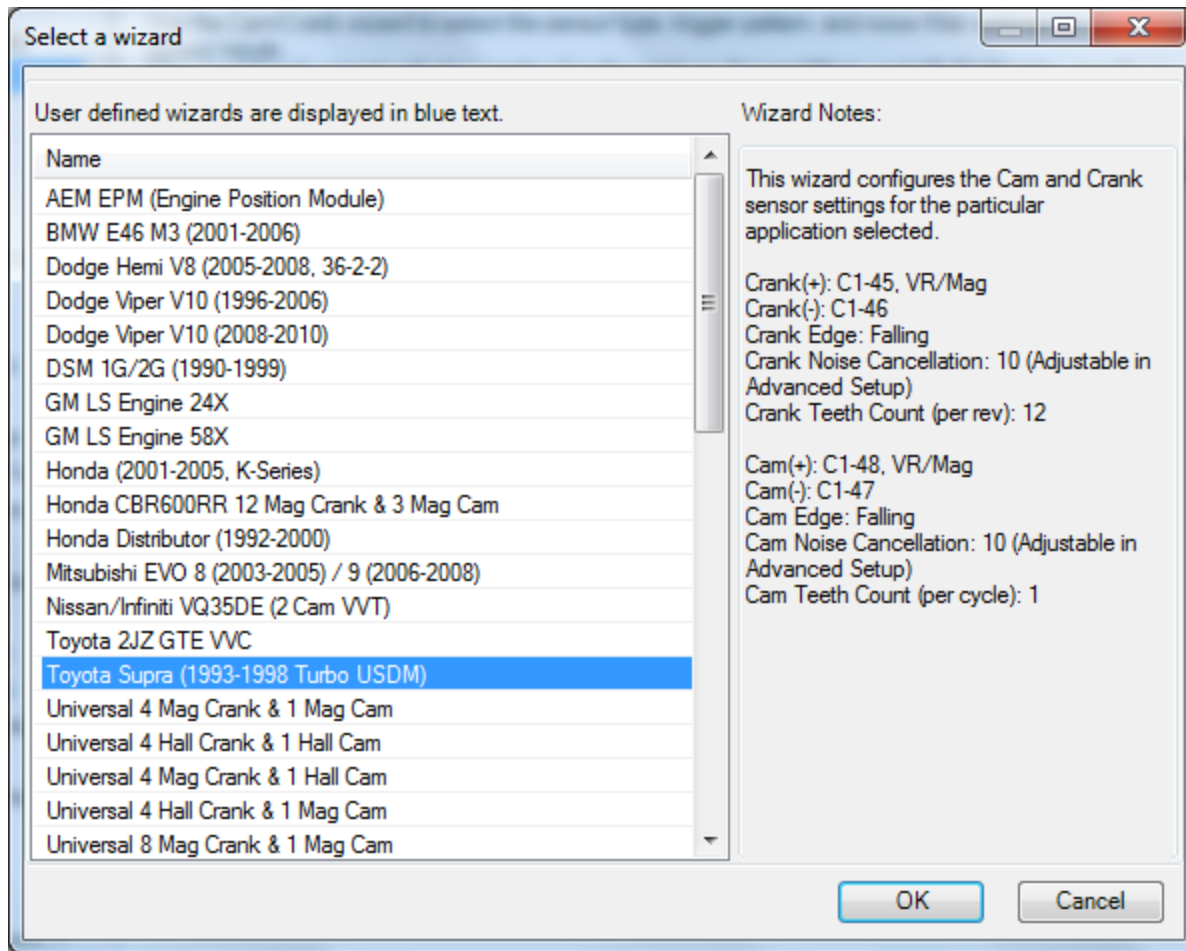 Select a wizard
User defined wizards are displayed in blue text.
Name
AEM EPM (Engine Position Module)
BMW E46 M3 (2001-2006)
Dodge Hemi V8 (2005-2008, 36-2-2)
Dodge Viper V10 (1996-2006)
Dodge Viper V10 (2008-2010)
DSM 1G/2G (1990-1999)
GM LS Engine 24X
GM LS Engine 58X
Honda (2001-2005, K-Series)
Honda CBR600RR 12 Mag Crank & 3 Mag Cam
Honda Distributor (1992-2000)
Mitsubishi EVO 8 (2003-2005) / 9 (2006-2008)
Nissan/Infiniti VQ35DE (2 Cam VVT)
Toyota 2JZ GTE VVC
Toyota Supra (1993-1998 Turbo USDM)
Universal 4 Mag Crank & 1 Mag Cam
Universal 4 Hall Crank & 1 Hall Cam
Universal 4 Mag Crank & 1 Hall Cam
Universal 4 Hall Crank & 1 Mag Cam
Universal 8 Mag Crank & 1 Mag Cam
Wizard Notes:
This wizard configures the Cam and Crank
sensor settings for the particular
application selected.
Crank(+): C1-45, VR/Mag
Crank(-): C1-46
Crank Edge: Falling
Crank Noise Cancellation: 10 (Adjustable in
Advanced Setup)
Crank Teeth Count (per rev): 12
Cam(+): C1-48, VR/Mag
Cam(-): C1-47
Cam Edge: Falling
Cam Noise Cancellation: 10 (Adjustable in
Advanced Setup)
Cam Teeth Count (per cycle): 1
OK
Cancel